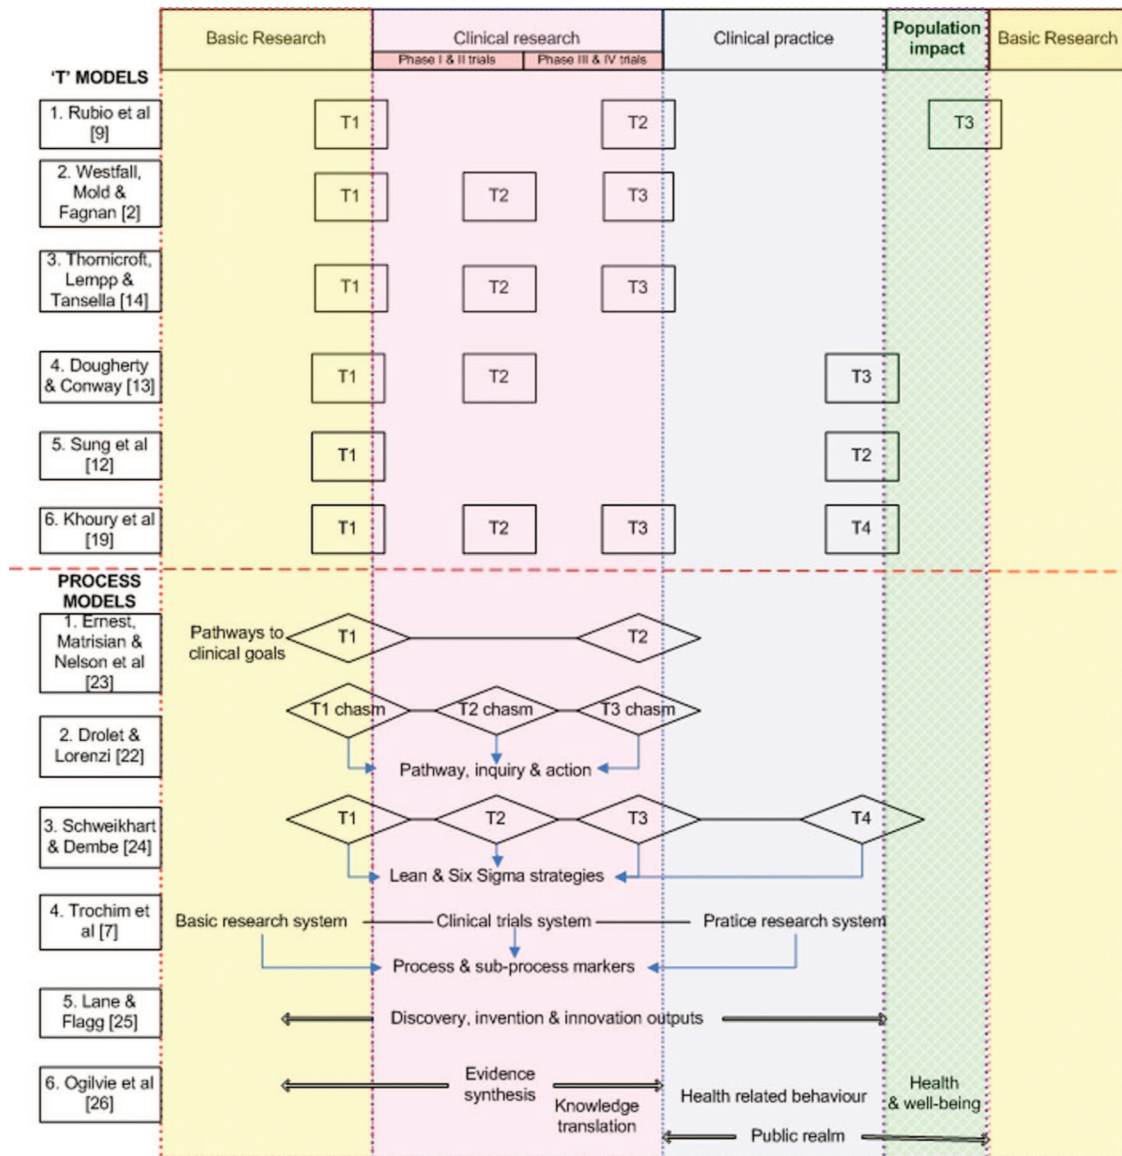 Basic Research
Clinical research
Clinical practice
Population
impact
Basic Research
Phase I & II trials
Phase III & IV trials
'T' MODELS
1. Rubio et al
[9]
T1
T2
T3
2. Westfall,
Mold &
Fagnan [2]
T1
T2
T3
3. Thornicroft,
Lempp &
Tansella [14]
T1
T2
T3
4. Dougherty
& Conway [13]
T1
T2
T3
5. Sung et al
[12]
T1
T2
6. Khoury et al
[19]
T1
T2
T3
T4
PROCESS
MODELS
1. Ernest,
Matrisian &
Nelson et al
[23]
Pathways to
clinical goals
T1
T2
2. Drolet &
Lorenzi [22]
T1 chasm
T2 chasm
T3 chasm
Pathway, inquiry & action
3. Schweikhart
& Dembe [24]
T1
T2
T3
T4
Lean & Six Sigma strategies
4. Trochim et
al [7]
Basic research system
Clinical trials system
Pratice research system
Process & sub-process markers
5. Lane &
Flagg [25]
Discovery, invention & innovation outputs
6. Ogilvie et al
[26]
Evidence
synthesis
Knowledge
translation
Health related behaviour
Health
& well-being
Public realm